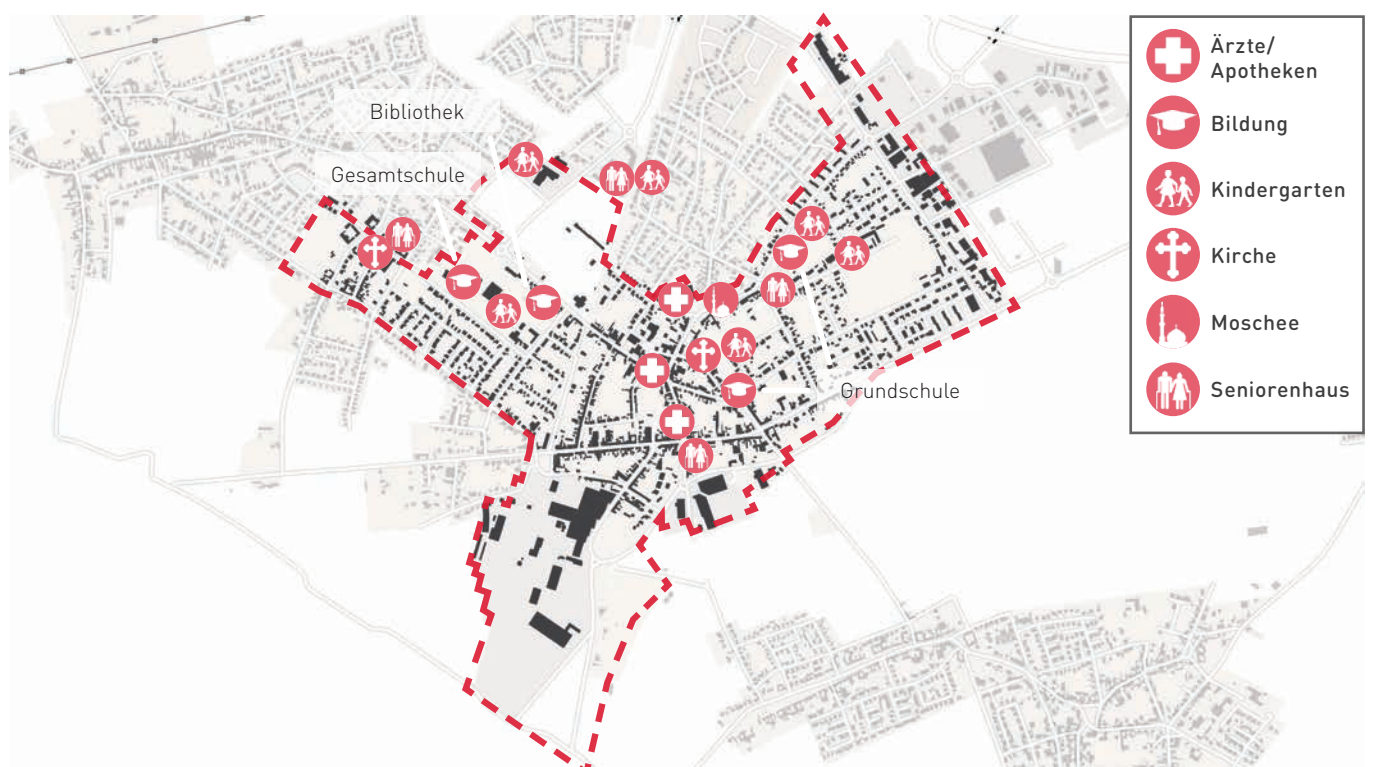 Bibliothek
Gesamtschule
Grundschule
Ärzte/
Apotheken
Bildung
Kindergarten
Kirche
Moschee
Seniorenhaus